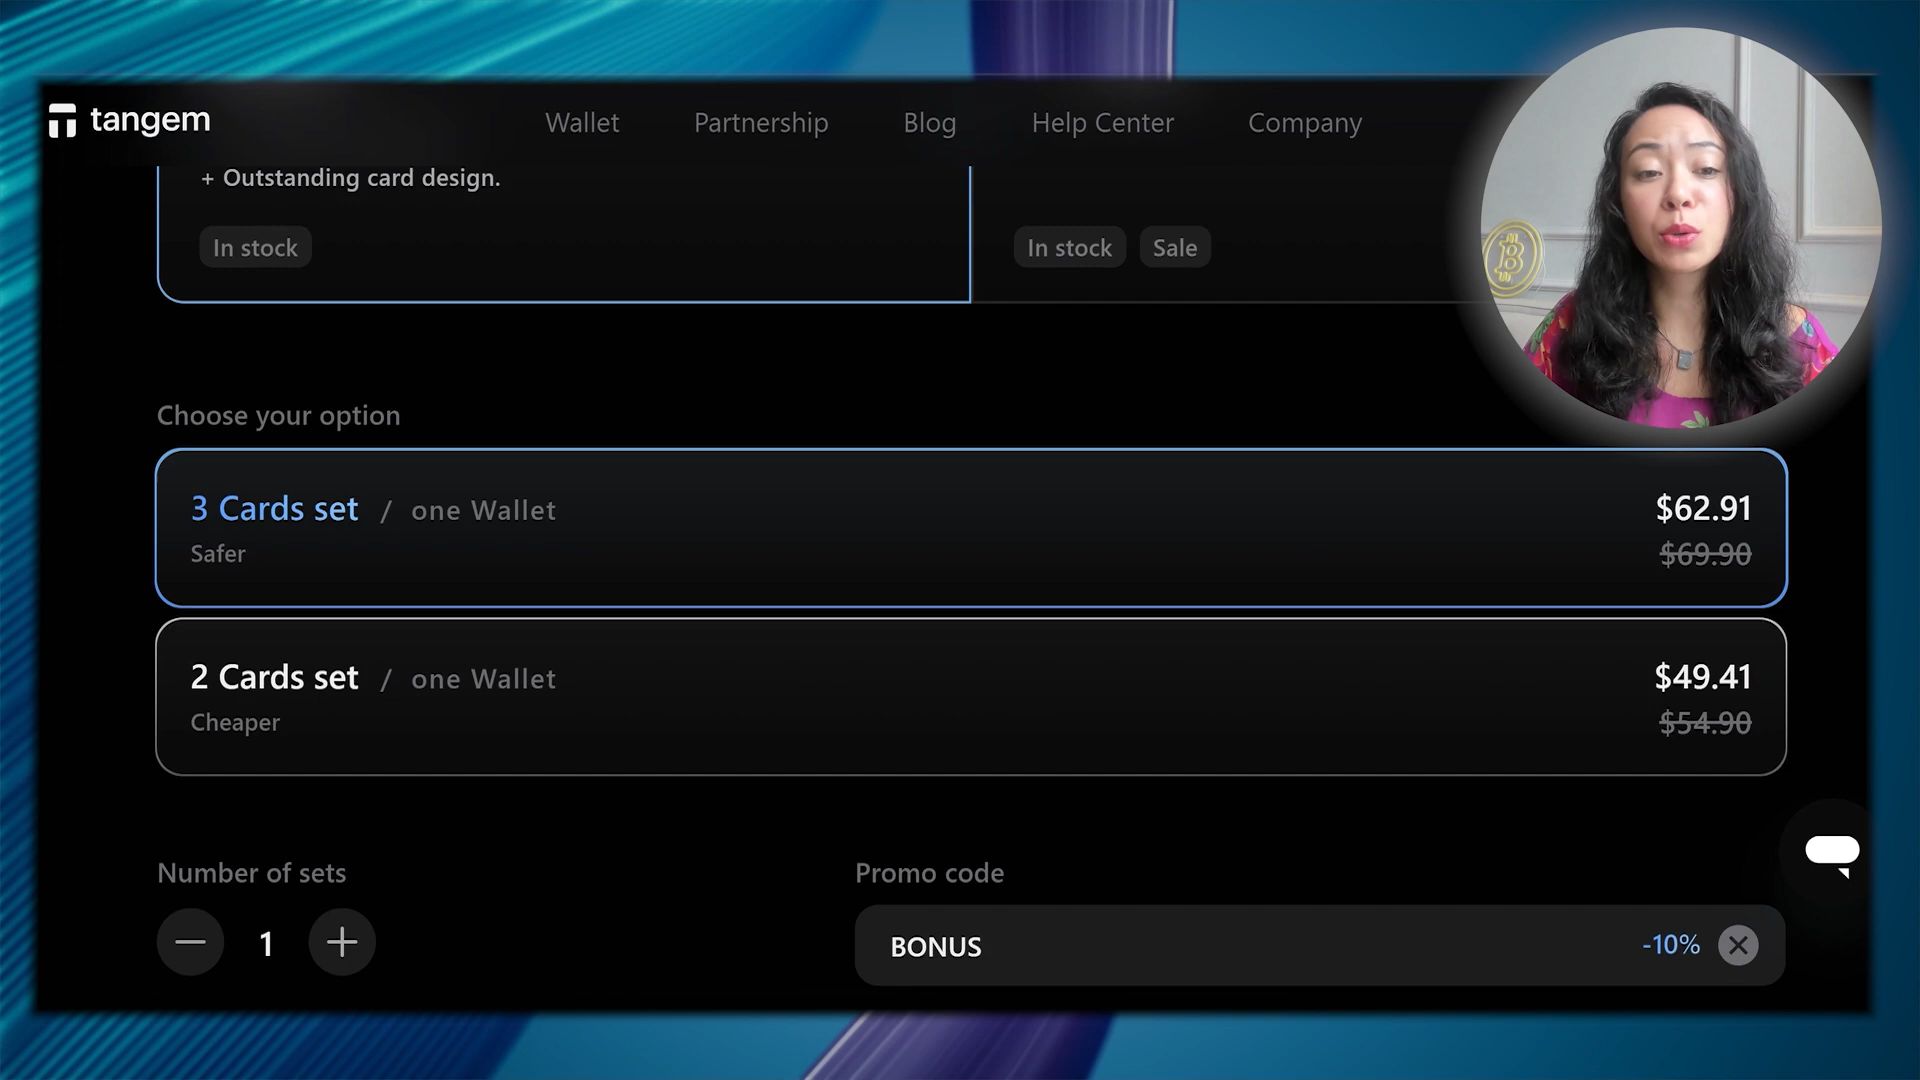 tangem
Wallet
Partnership
Blog
Help Center
Company
+ Outstanding card design.
In stock
In stock
Sale
Choose your option
3 Cards set / one Wallet
$62.91
Safer
$69.90
2 Cards set / one Wallet
$49.41
Cheaper
$54.90
Number of sets
Promo code
1
BONUS
-10%